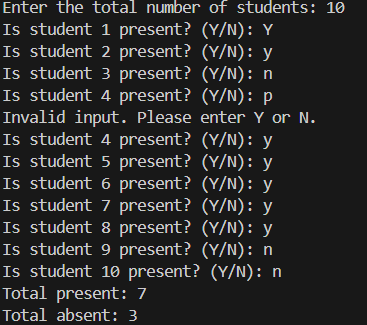 Enter the total number of students: 10
Is student 1 present? (Y/N): Y
Is student 2 present? (Y/N): y
Is student 3 present? (Y/N): n
Is student 4 present? (Y/N): p
Invalid input. Please enter Y or N.
Is student 4 present? (Y/N): y
Is student 5 present? (Y/N): y
Is student 6 present? (Y/N): y
Is student 7 present? (Y/N): y
Is student 8 present? (Y/N): y
Is student 9 present? (Y/N): n
Is student 10 present? (Y/N): n
Total present: 7
Total absent: 3